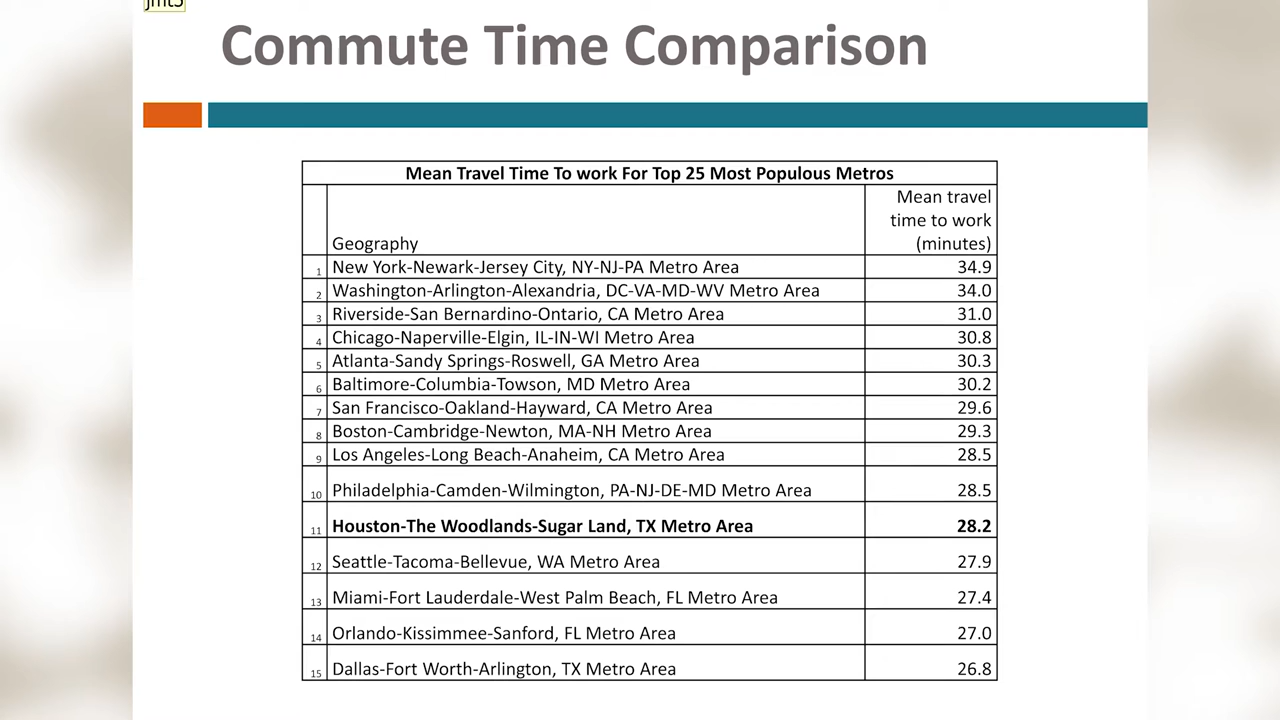 jmt5
Commute Time Comparison
Mean Travel Time To work For Top 25 Most Populous Metros
Geography
Mean travel
time to work
(minutes)
1 New York-Newark-Jersey City, NY-NJ-PA Metro Area 34.9
2 Washington-Arlington-Alexandria, DC-VA-MD-WV Metro Area 34.0
3 Riverside-San Bernardino-Ontario, CA Metro Area 31.0
4 Chicago-Naperville-Elgin, IL-IN-WI Metro Area 30.8
5 Atlanta-Sandy Springs-Roswell, GA Metro Area 30.3
6 Baltimore-Columbia-Towson, MD Metro Area 30.2
7 San Francisco-Oakland-Hayward, CA Metro Area 29.6
8 Boston-Cambridge-Newton, MA-NH Metro Area 29.3
9 Los Angeles-Long Beach-Anaheim, CA Metro Area 28.5
10 Philadelphia-Camden-Wilmington, PA-NJ-DE-MD Metro Area 28.5
11 Houston-The Woodlands-Sugar Land, TX Metro Area 28.2
12 Seattle-Tacoma-Bellevue, WA Metro Area 27.9
13 Miami-Fort Lauderdale-West Palm Beach, FL Metro Area 27.4
14 Orlando-Kissimmee-Sanford, FL Metro Area 27.0
15 Dallas-Fort Worth-Arlington, TX Metro Area 26.8